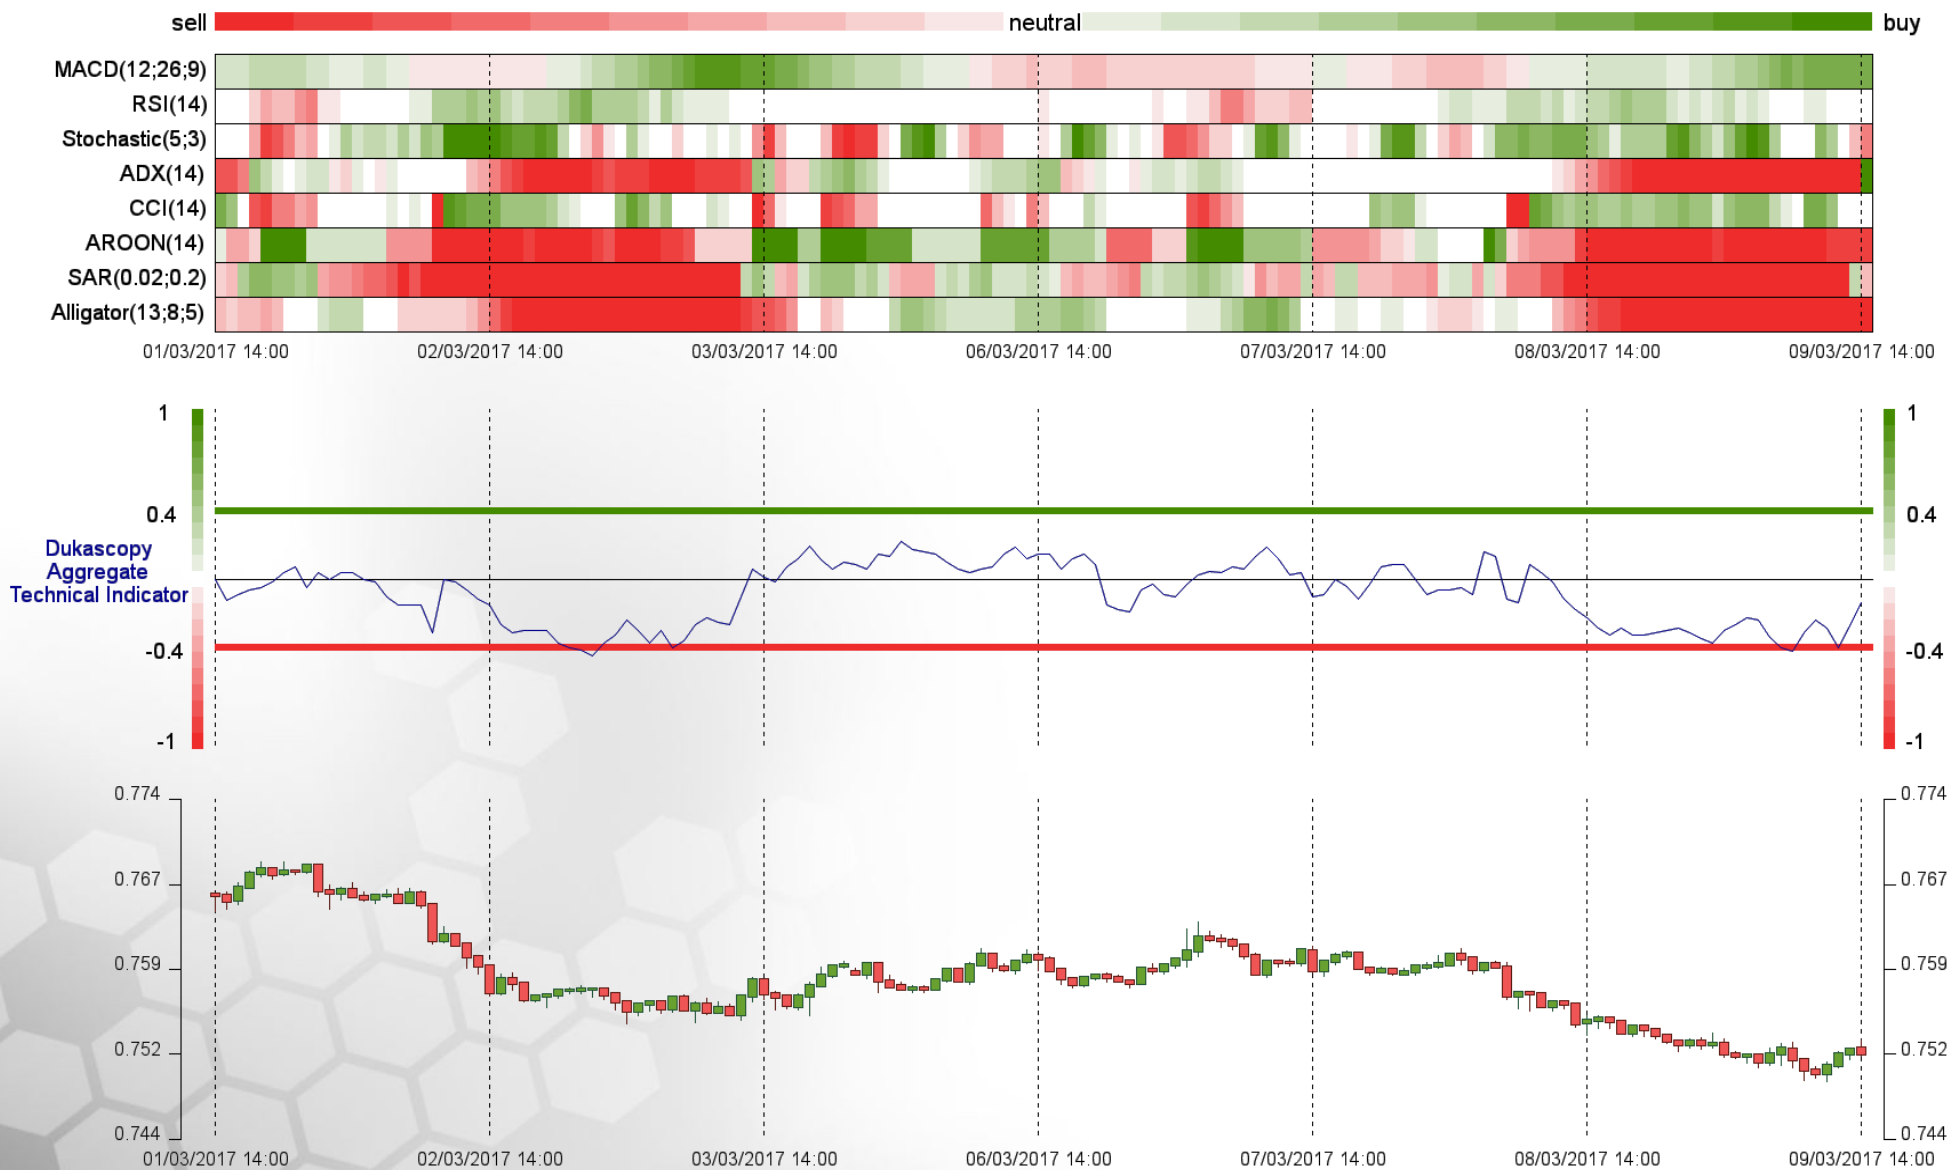 sell neutral buy
MACD(12;26;9)
RSI(14)
Stochastic(5;3)
ADX(14)
CCI(14)
AROON(14)
SAR(0.02;0.2)
Alligator(13;8;5)
01/03/2017 14:00 02/03/2017 14:00 03/03/2017 14:00 06/03/2017 14:00 07/03/2017 14:00 08/03/2017 14:00 09/03/2017 14:00
1 1
0.4 0.4
Dukascopy
Aggregate
Technical Indicator
-0.4 -0.4
-1 -1
0.774 0.774
0.767 0.767
0.759 0.759
0.752 0.752
0.744 0.744
01/03/2017 14:00 02/03/2017 14:00 03/03/2017 14:00 06/03/2017 14:00 07/03/2017 14:00 08/03/2017 14:00 09/03/2017 14:00